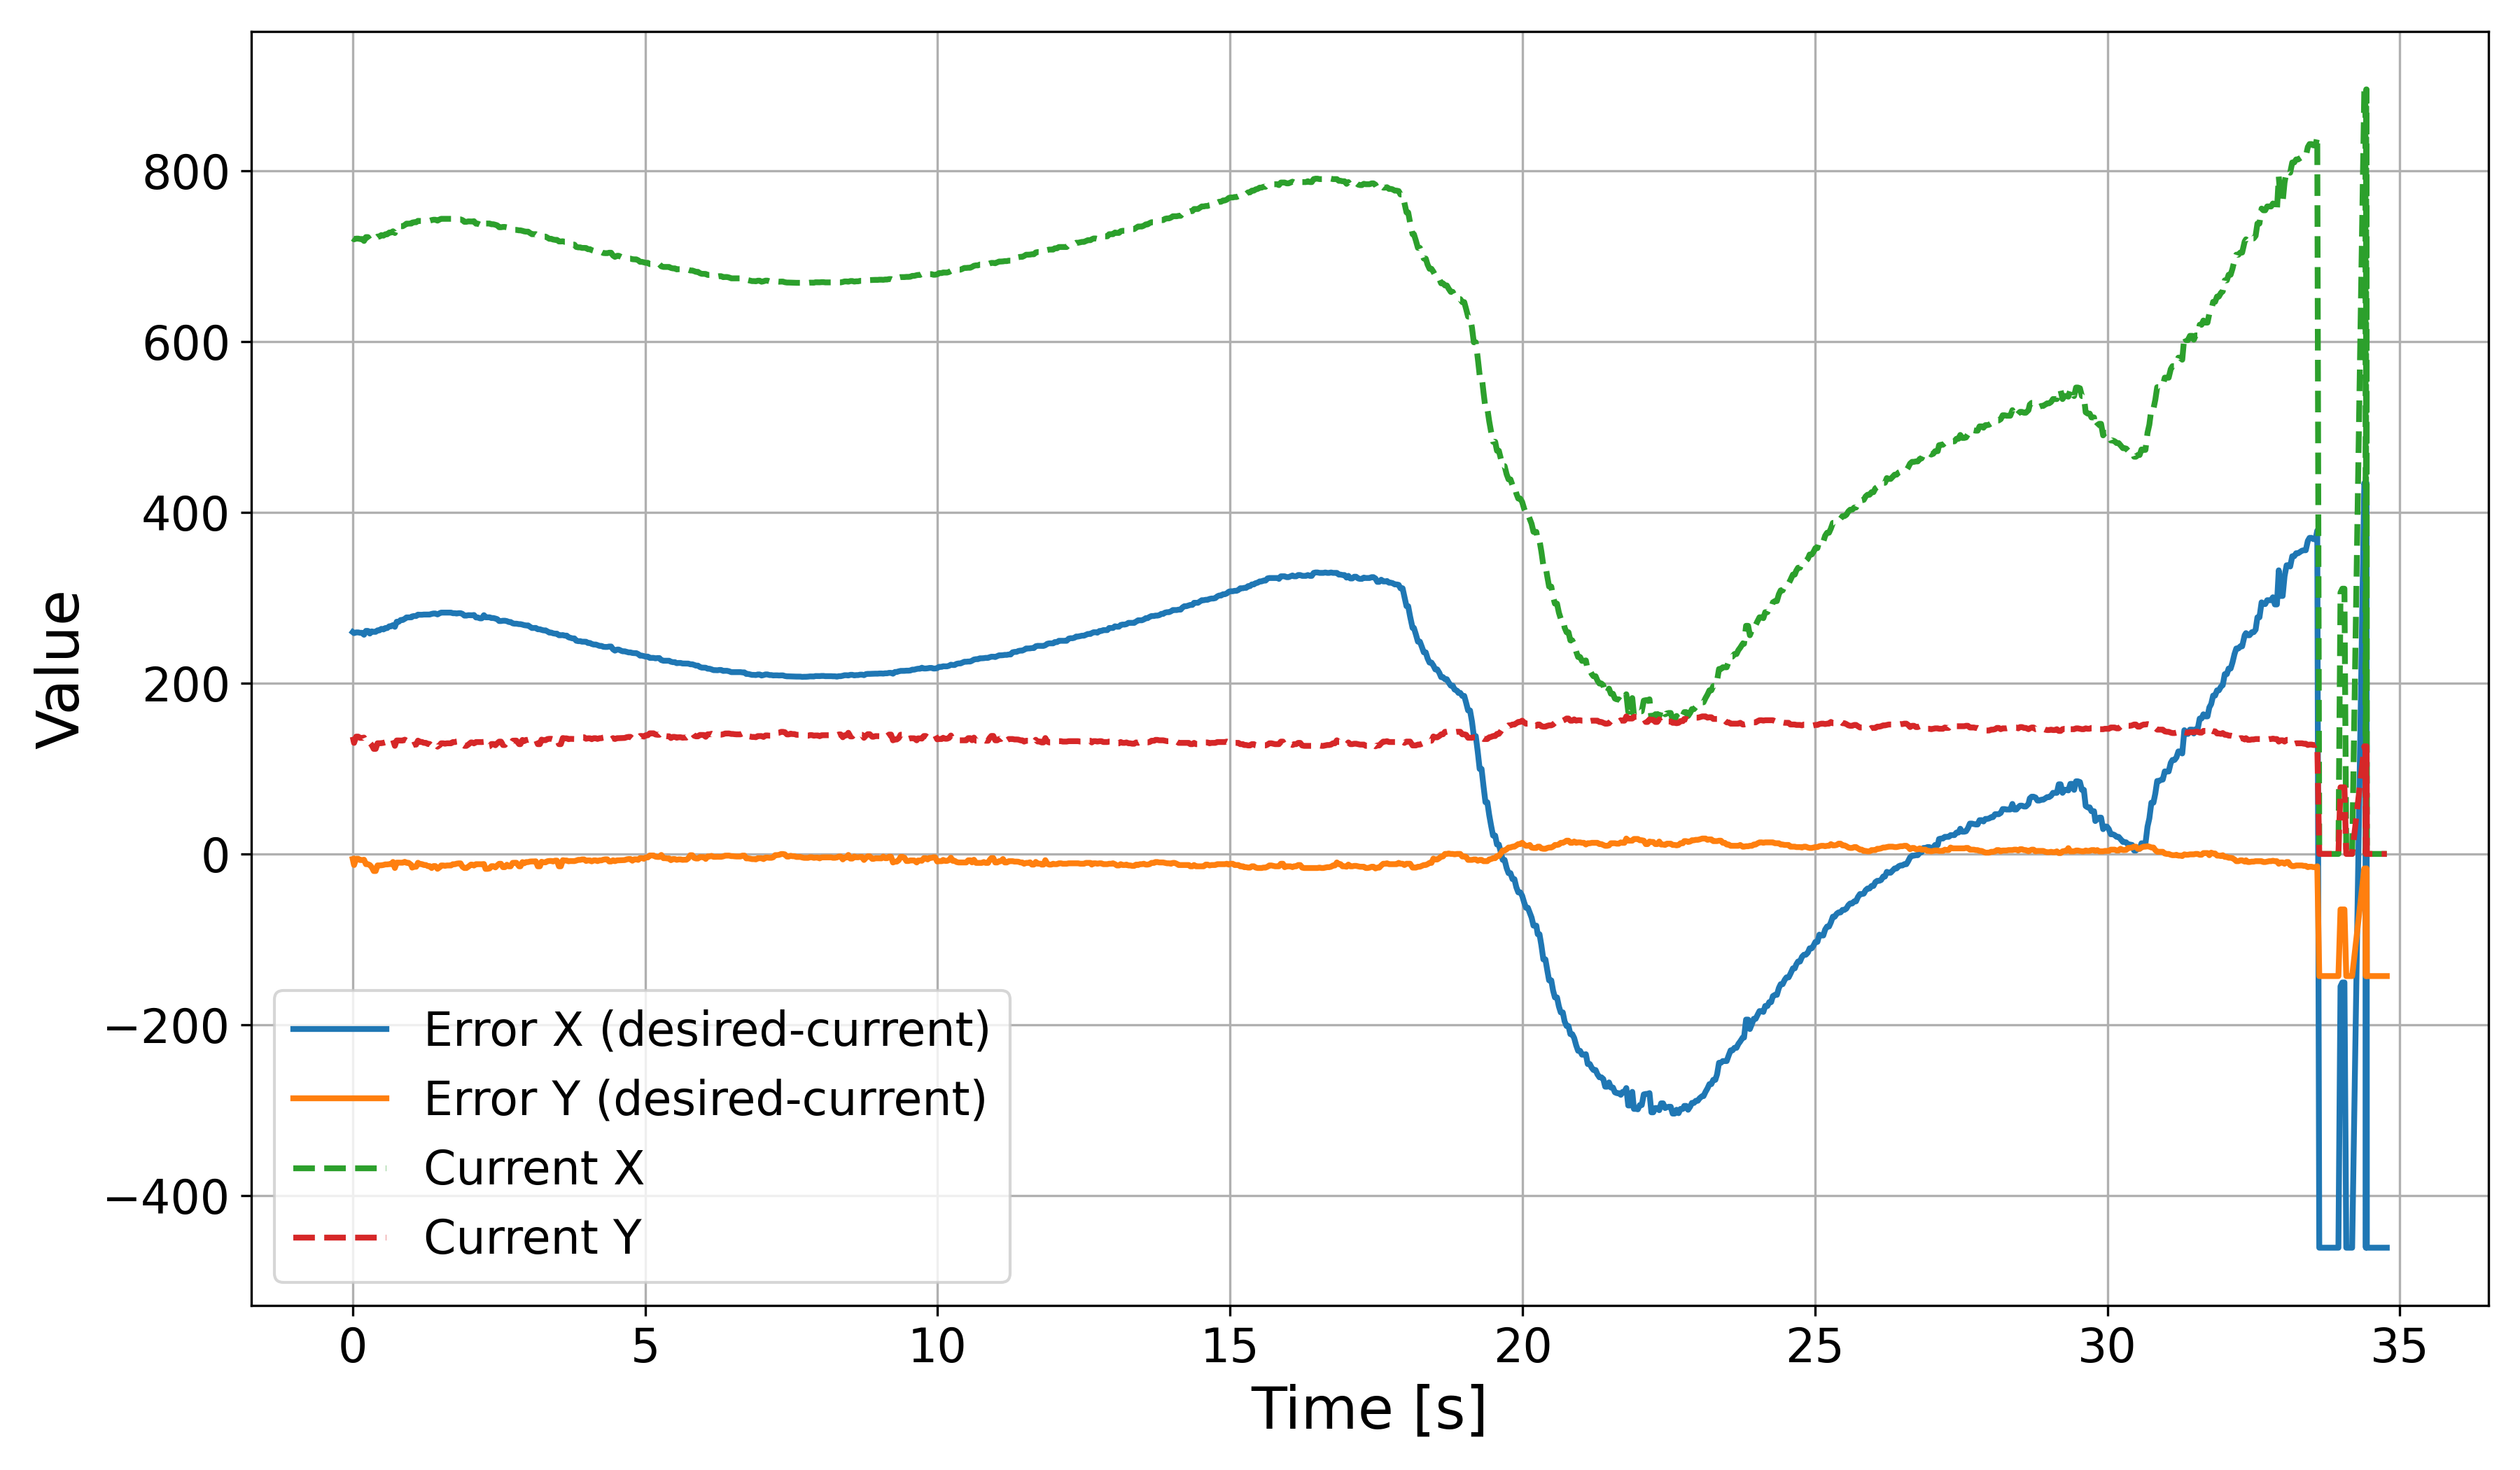 Value
800
600
400
200
0
−200
−400
0 5 10 15 20 25 30 35
Time [s]
Error X (desired-current)
Error Y (desired-current)
Current X
Current Y